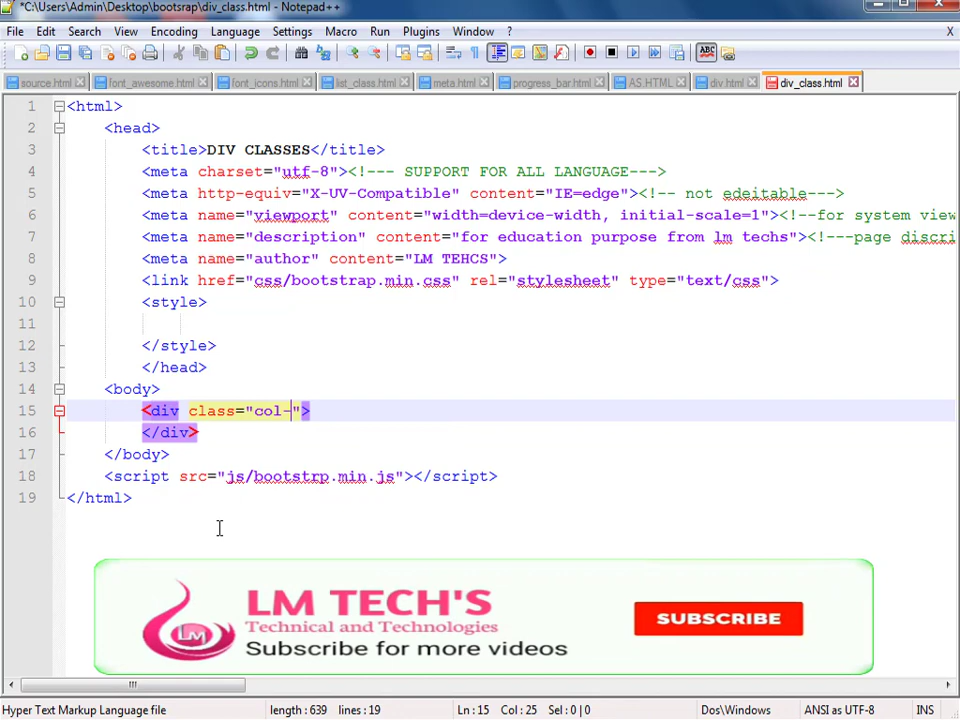 *C:\Users\Admin\Desktop\bootsrap\div_class.html - Notepad++
File Edit Search View Encoding Language Settings Macro Run Plugins Window ? X
source.html font_awesome.html font_icons.html list_class.html meta.html progress_bar.html AS.HTML div.html div_class.html
1 <html>
2 <head>
3 <title>DIV CLASSES</title>
4 <meta charset="utf-8"><!--- SUPPORT FOR ALL LANGUAGE--->
5 <meta http-equiv="X-UV-Compatible" content="IE=edge"><!-- not edeitable--->
6 <meta name="viewport" content="width=device-width, initial-scale=1"><!--for system view
7 <meta name="description" content="for education purpose from lm techs"><!---page discri
8 <meta name="author" content="LM TEHCS">
9 <link href="css/bootstrap.min.css" rel="stylesheet" type="text/css">
10 <style>
11
12 </style>
13 </head>
14 <body>
15 <div class="col-">
16 </div>
17 </body>
18 <script src="js/bootstrp.min.js"></script>
19 </html>
LM TECH'S
Technical and Technologies
Subscribe for more videos
SUBSCRIBE
LM
Hyper Text Markup Language file length : 639 lines : 19 Ln : 15 Col : 25 Sel : 0 | 0 Dos\Windows ANSI as UTF-8 INS